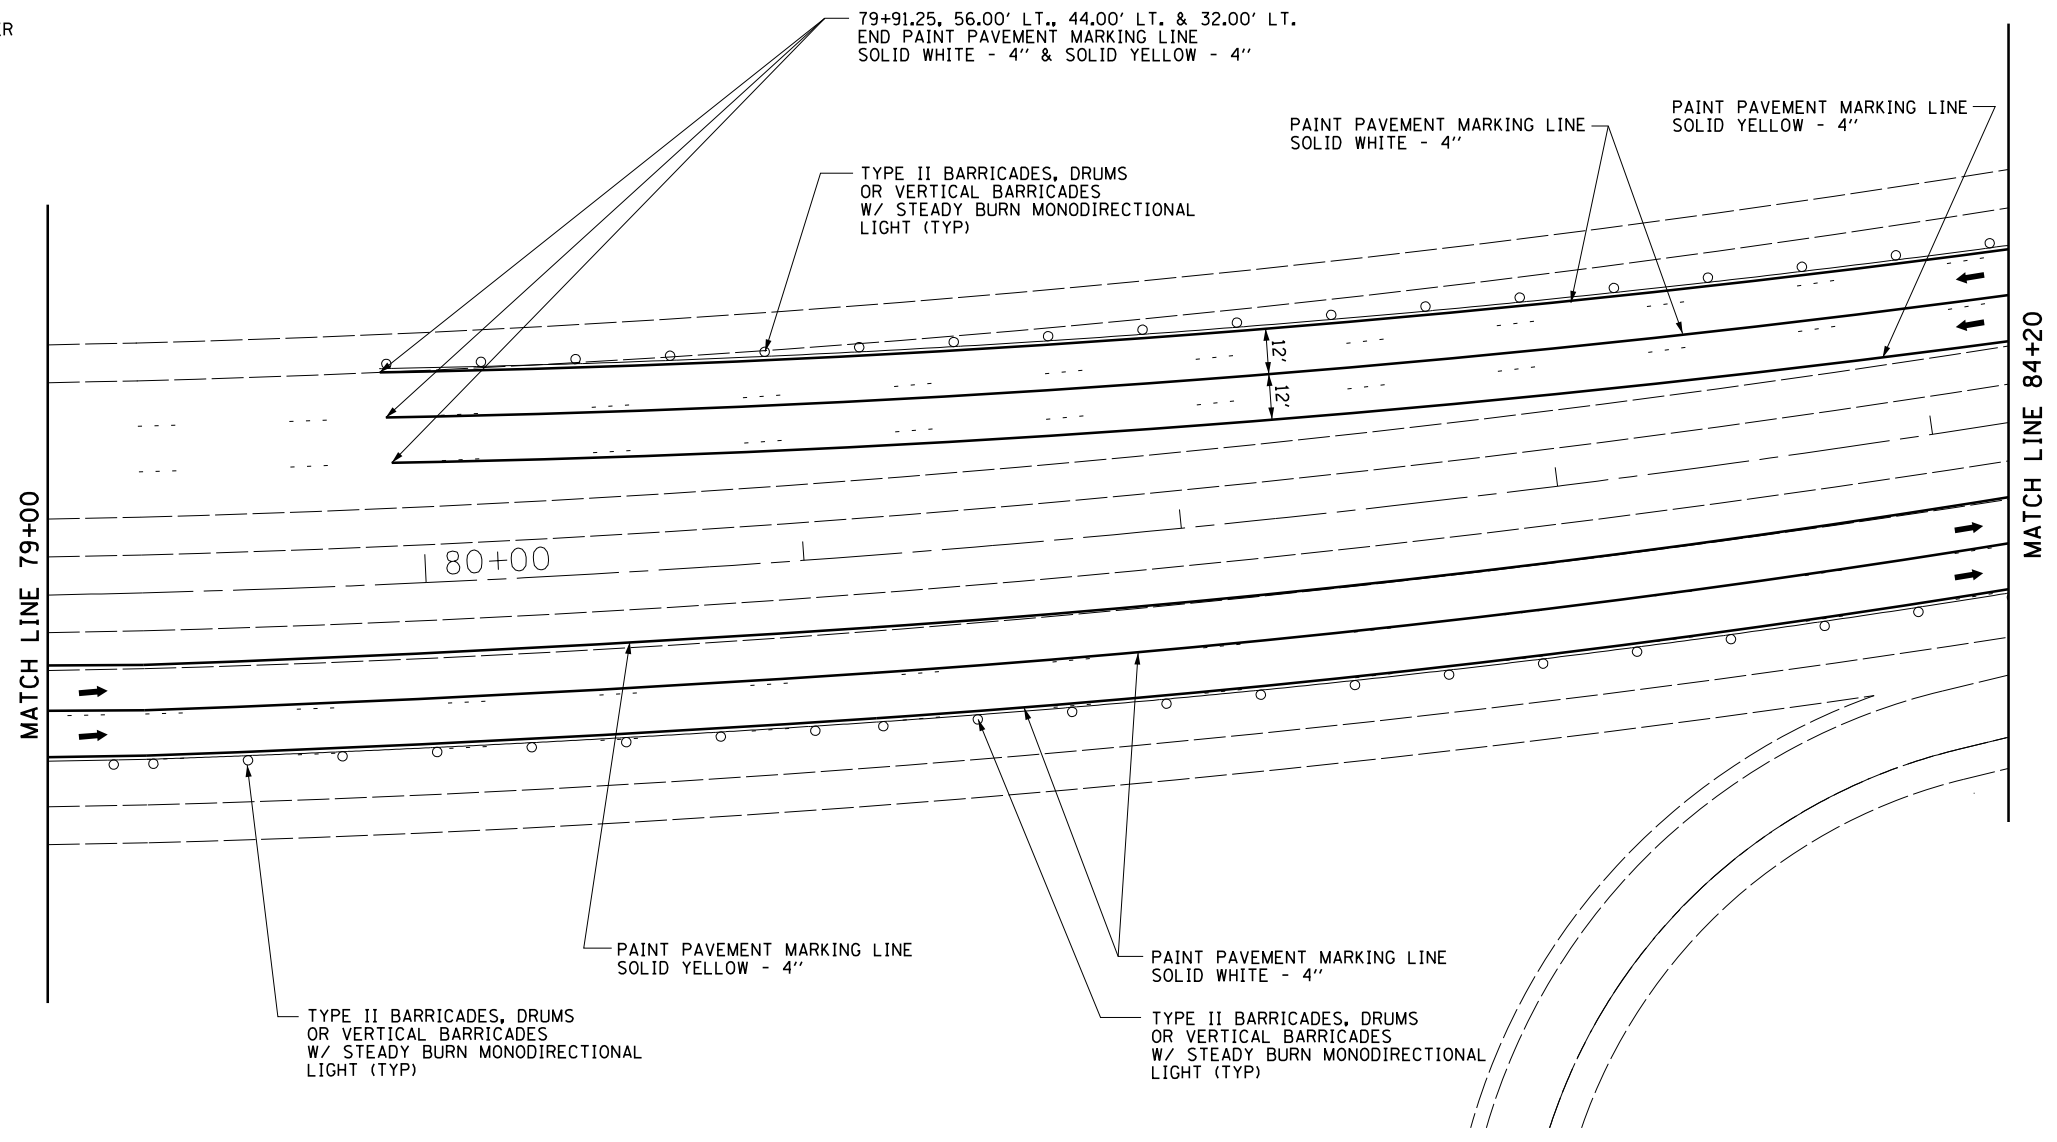 ER
79+91.25, 56.00' LT., 44.00' LT. & 32.00' LT.
END PAINT PAVEMENT MARKING LINE
SOLID WHITE - 4'' & SOLID YELLOW - 4''
PAINT PAVEMENT MARKING LINE
SOLID YELLOW - 4''
PAINT PAVEMENT MARKING LINE
SOLID WHITE - 4''
TYPE II BARRICADES, DRUMS
OR VERTICAL BARRICADES
W/ STEADY BURN MONODIRECTIONAL
LIGHT (TYP)
12'
12'
MATCH LINE 84+20
MATCH LINE 79+00
80+00
PAINT PAVEMENT MARKING LINE
SOLID YELLOW - 4''
PAINT PAVEMENT MARKING LINE
SOLID WHITE - 4''
TYPE II BARRICADES, DRUMS
OR VERTICAL BARRICADES
W/ STEADY BURN MONODIRECTIONAL
LIGHT (TYP)
TYPE II BARRICADES, DRUMS
OR VERTICAL BARRICADES
W/ STEADY BURN MONODIRECTIONAL
LIGHT (TYP)